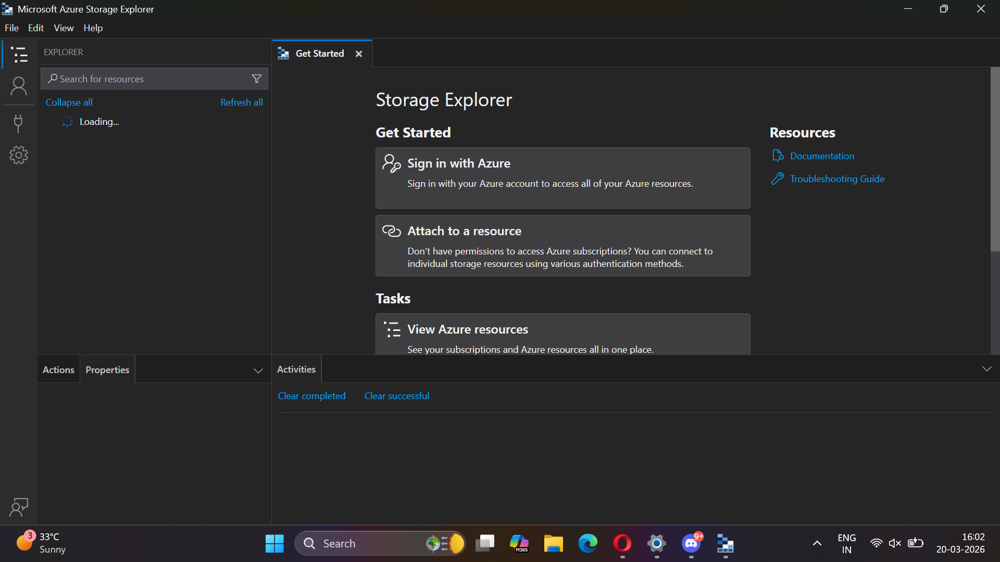 Microsoft Azure Storage Explorer
File Edit View Help
EXPLORER
Search for resources
Collapse all
Refresh all
Loading...
Get Started
Storage Explorer
Get Started
Sign in with Azure
Sign in with your Azure account to access all of your Azure resources.
Attach to a resource
Don't have permissions to access Azure subscriptions? You can connect to
individual storage resources using various authentication methods.
Tasks
View Azure resources
See your subscriptions and Azure resources all in one place.
Resources
Documentation
Troubleshooting Guide
Actions
Properties
Activities
Clear completed
Clear successful
3
33°C
Sunny
Search
M365
9+
ENG
IN
16:02
20-03-2026